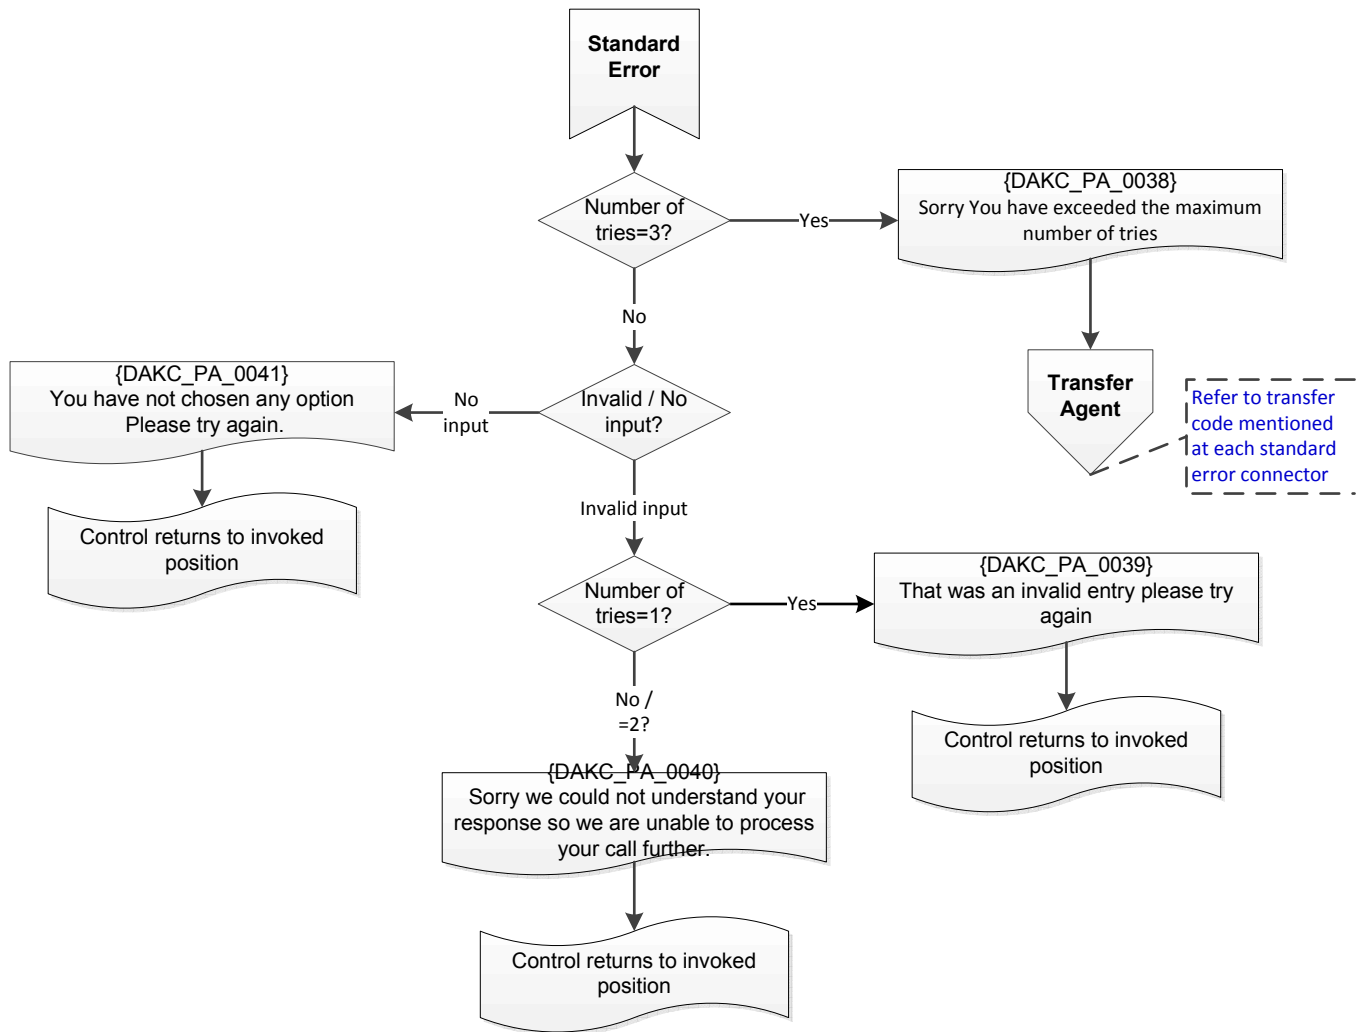 Standard
Error
Number of
tries=3?
Yes
{DAKC_PA_0038}
Sorry You have exceeded the maximum
number of tries
No
Transfer
Agent
Refer to transfer
code mentioned
at each standard
error connector
{DAKC_PA_0041}
You have not chosen any option
Please try again.
No
input
Invalid / No
input?
Control returns to invoked
position
Invalid input
Number of
tries=1?
Yes
{DAKC_PA_0039}
That was an invalid entry please try
again
No /
=2?
Control returns to invoked
position
{DAKC_PA_0040}
Sorry we could not understand your
response so we are unable to process
your call further.
Control returns to invoked
position